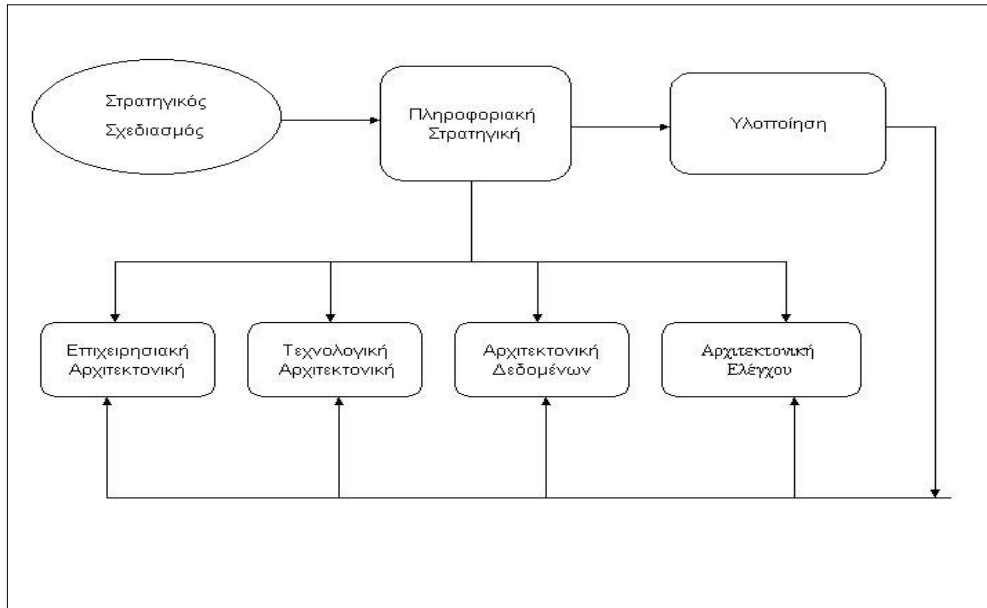 Στρατηγικός
Σχεδιασμός
Πληροφοριακή
Στρατηγική
Υλοποίηση
Επιχειρησιακή
Αρχιτεκτονική
Τεχνολογική
Αρχιτεκτονική
Αρχιτεκτονική
Δεδομένων
Αρχιτεκτονική
Ελέγχου